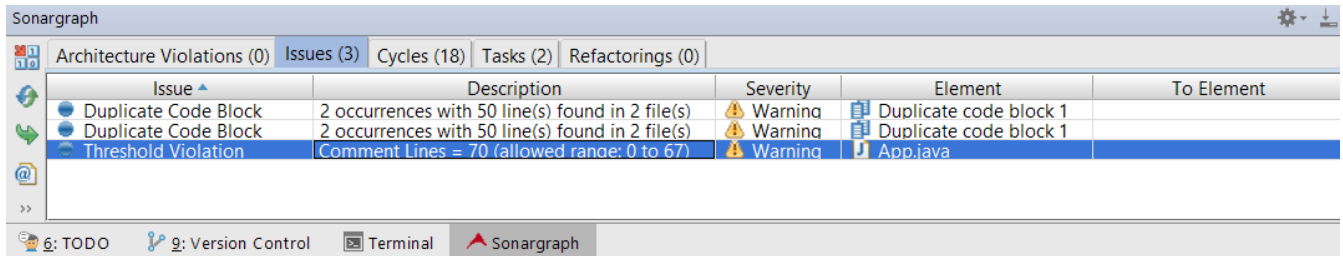 Sonargraph
Architecture Violations (0) Issues (3) Cycles (18) Tasks (2) Refactorings (0)
Issue Description Severity Element To Element
Duplicate Code Block 2 occurrences with 50 line(s) found in 2 file(s) Warning Duplicate code block 1
Duplicate Code Block 2 occurrences with 50 line(s) found in 2 file(s) Warning Duplicate code block 1
Threshold Violation Comment Lines = 70 (allowed range: 0 to 67) Warning App.java
6: TODO 9: Version Control Terminal Sonargraph